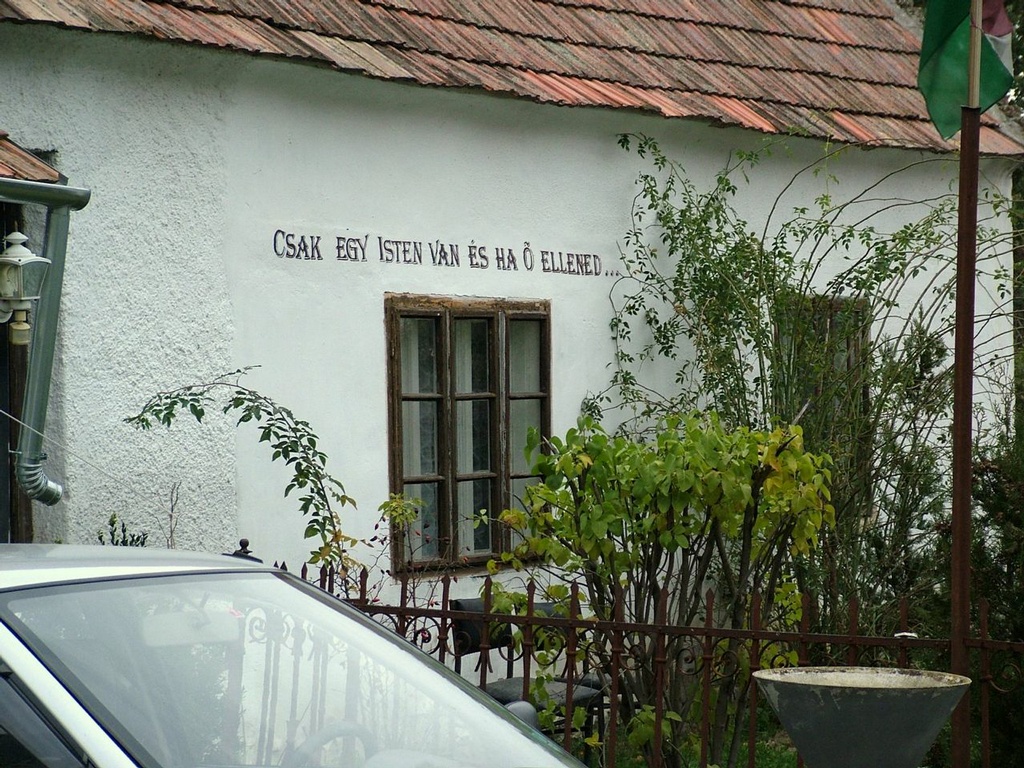 CSAK EGY ISTEN VAN ÉS HA Õ ELLENED...